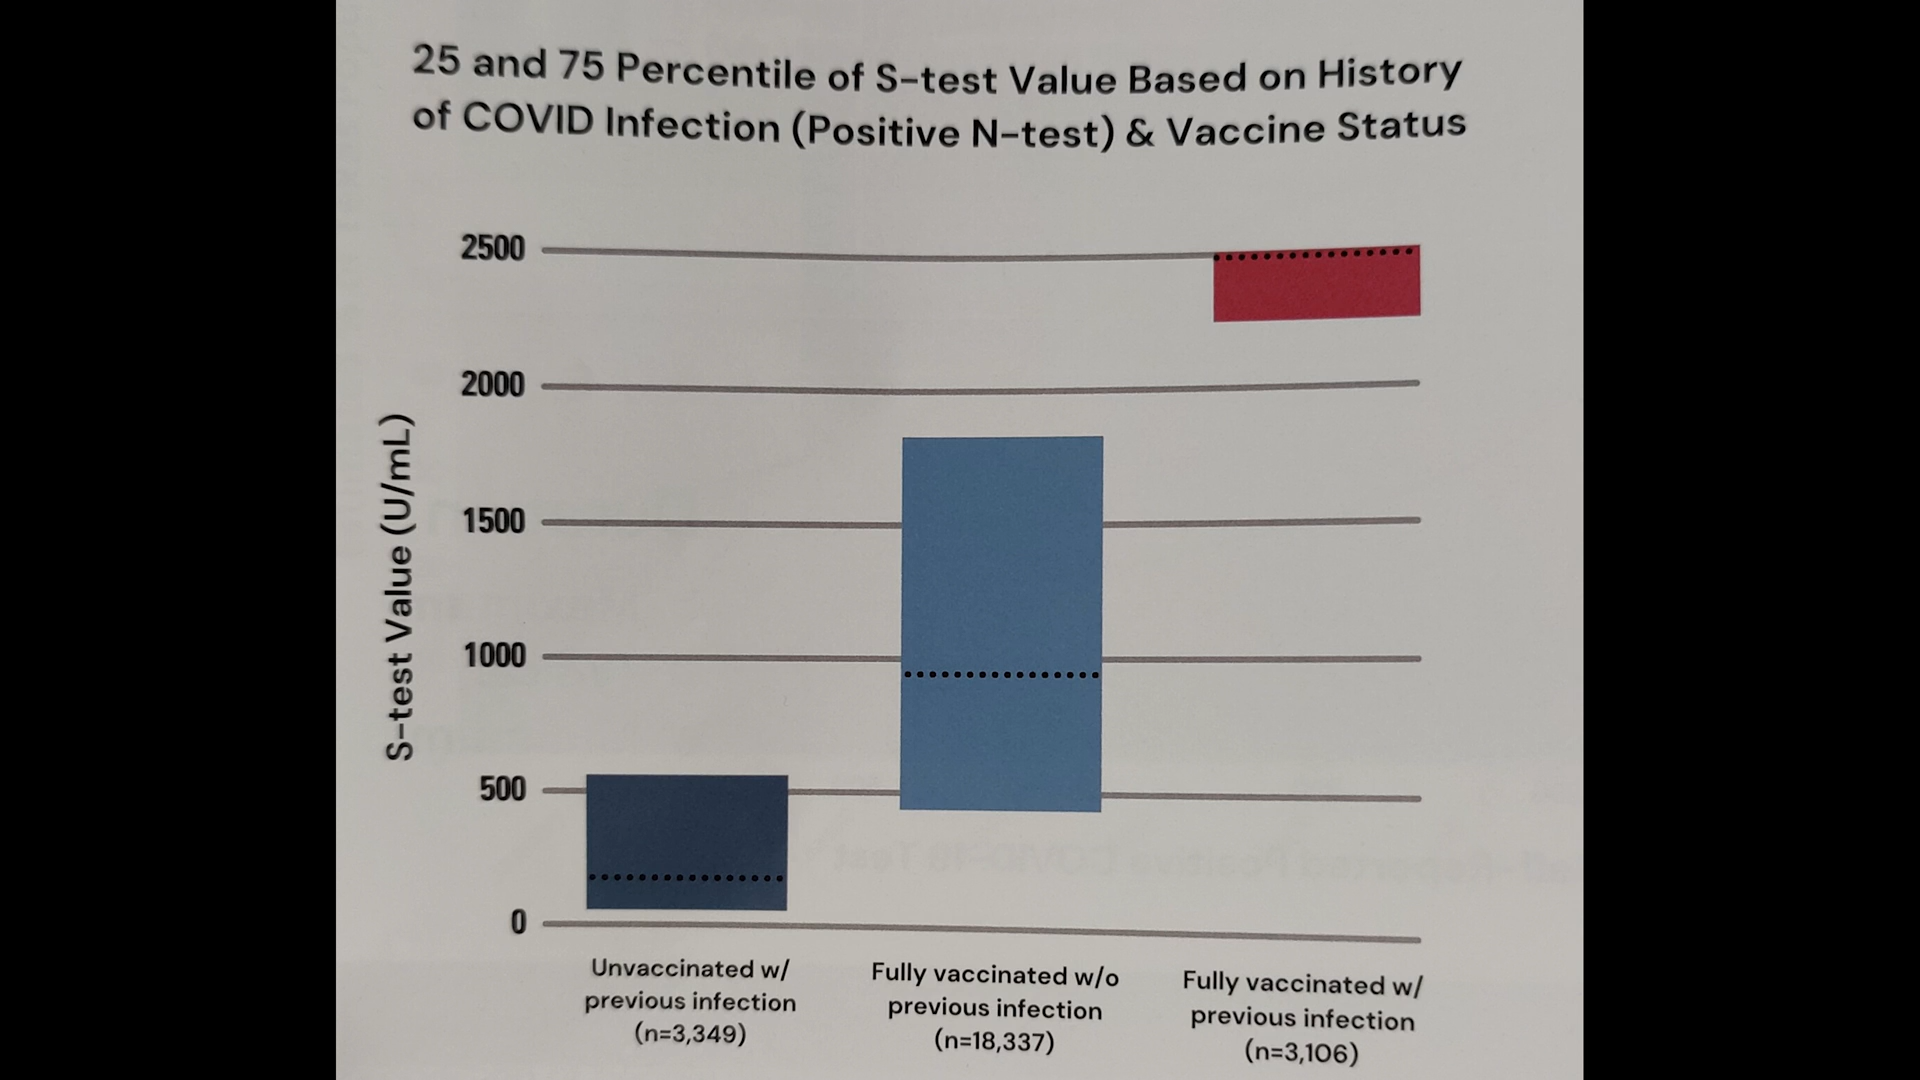 25 and 75 Percentile of S-test Value Based on History
of COVID Infection (Positive N-test) & Vaccine Status
2500
2000
1500
1000
500
0
S-test Value (U/mL)
Unvaccinated w/
previous infection
(n=3,349)
Fully vaccinated w/o
previous infection
(n=18,337)
Fully vaccinated w/
previous infection
(n=3,106)